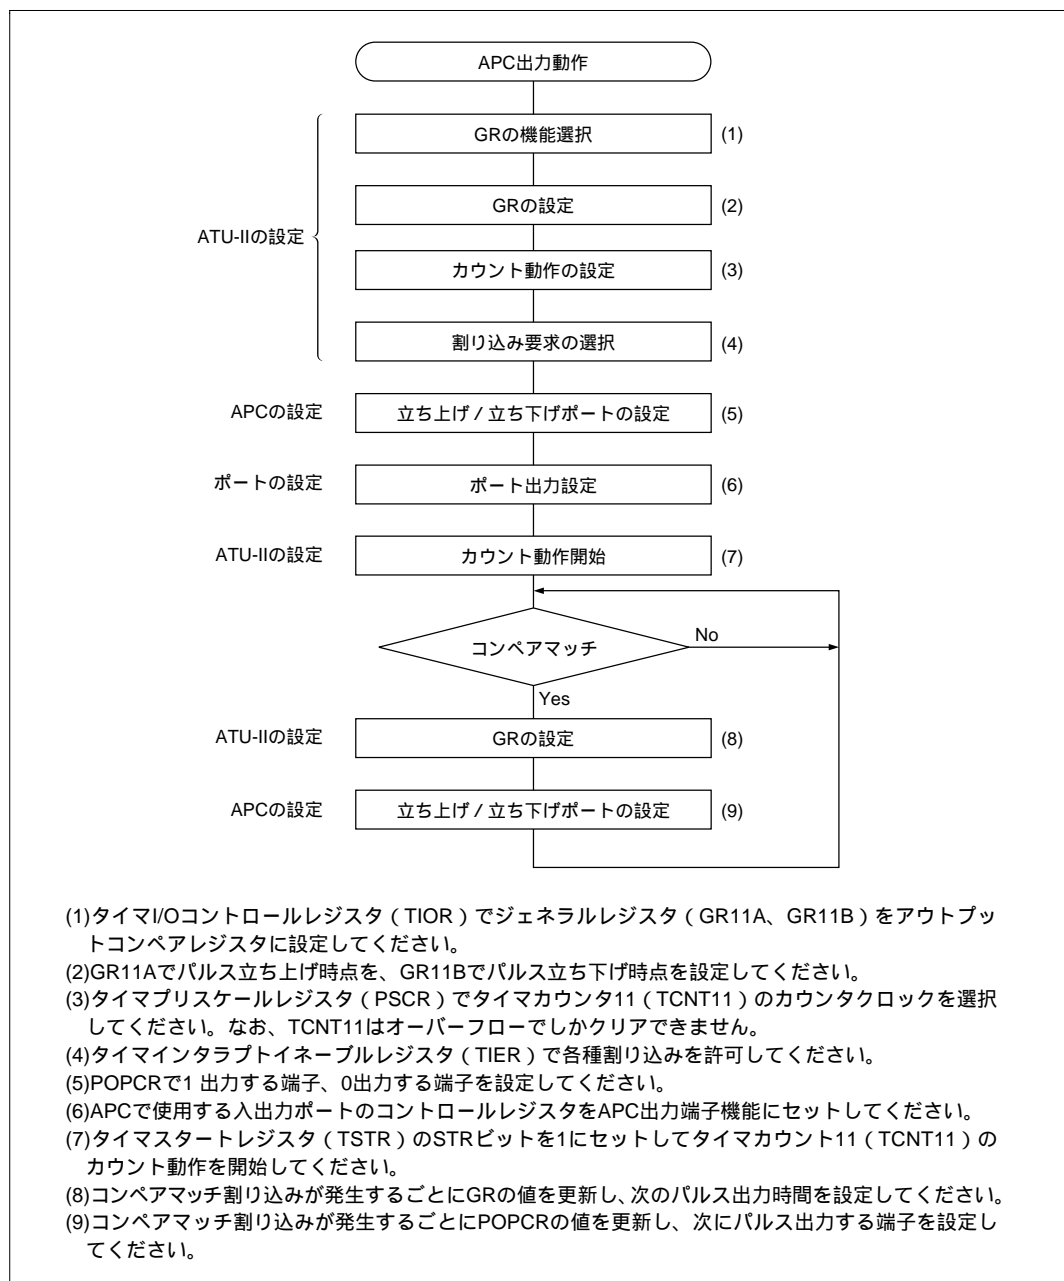 APC出力動作
GRの機能選択 (1)
GRの設定 (2)
ATU-IIの設定
カウント動作の設定 (3)
割り込み要求の選択 (4)
APCの設定 立ち上げ / 立ち下げポートの設定 (5)
ポートの設定 ポート出力設定 (6)
ATU-IIの設定 カウント動作開始 (7)
コンペアマッチ No
Yes
ATU-IIの設定 GRの設定 (8)
APCの設定 立ち上げ / 立ち下げポートの設定 (9)
(1)タイマI/Oコントロールレジスタ（TIOR）でジェネラルレジスタ（GR11A、GR11B）をアウトプッ
トコンペアレジスタに設定してください。
(2)GR11Aでパルス立ち上げ時点を、GR11Bでパルス立ち下げ時点を設定してください。
(3)タイマプリスケールレジスタ（PSCR）でタイマカウンタ11（TCNT11）のカウンタクロックを選択
してください。なお、TCNT11はオーバーフローでしかクリアできません。
(4)タイマインタラプトイネーブルレジスタ（TIER）で各種割り込みを許可してください。
(5)POPCRで1 出力する端子、0出力する端子を設定してください。
(6)APCで使用する入出力ポートのコントロールレジスタをAPC出力端子機能にセットしてください。
(7)タイマスタートレジスタ（TSTR）のSTRビットを1にセットしてタイマカウント11（TCNT11）の
カウント動作を開始してください。
(8)コンペアマッチ割り込みが発生するごとにGRの値を更新し、次のパルス出力時間を設定してください。
(9)コンペアマッチ割り込みが発生するごとにPOPCRの値を更新し、次にパルス出力する端子を設定し
てください。